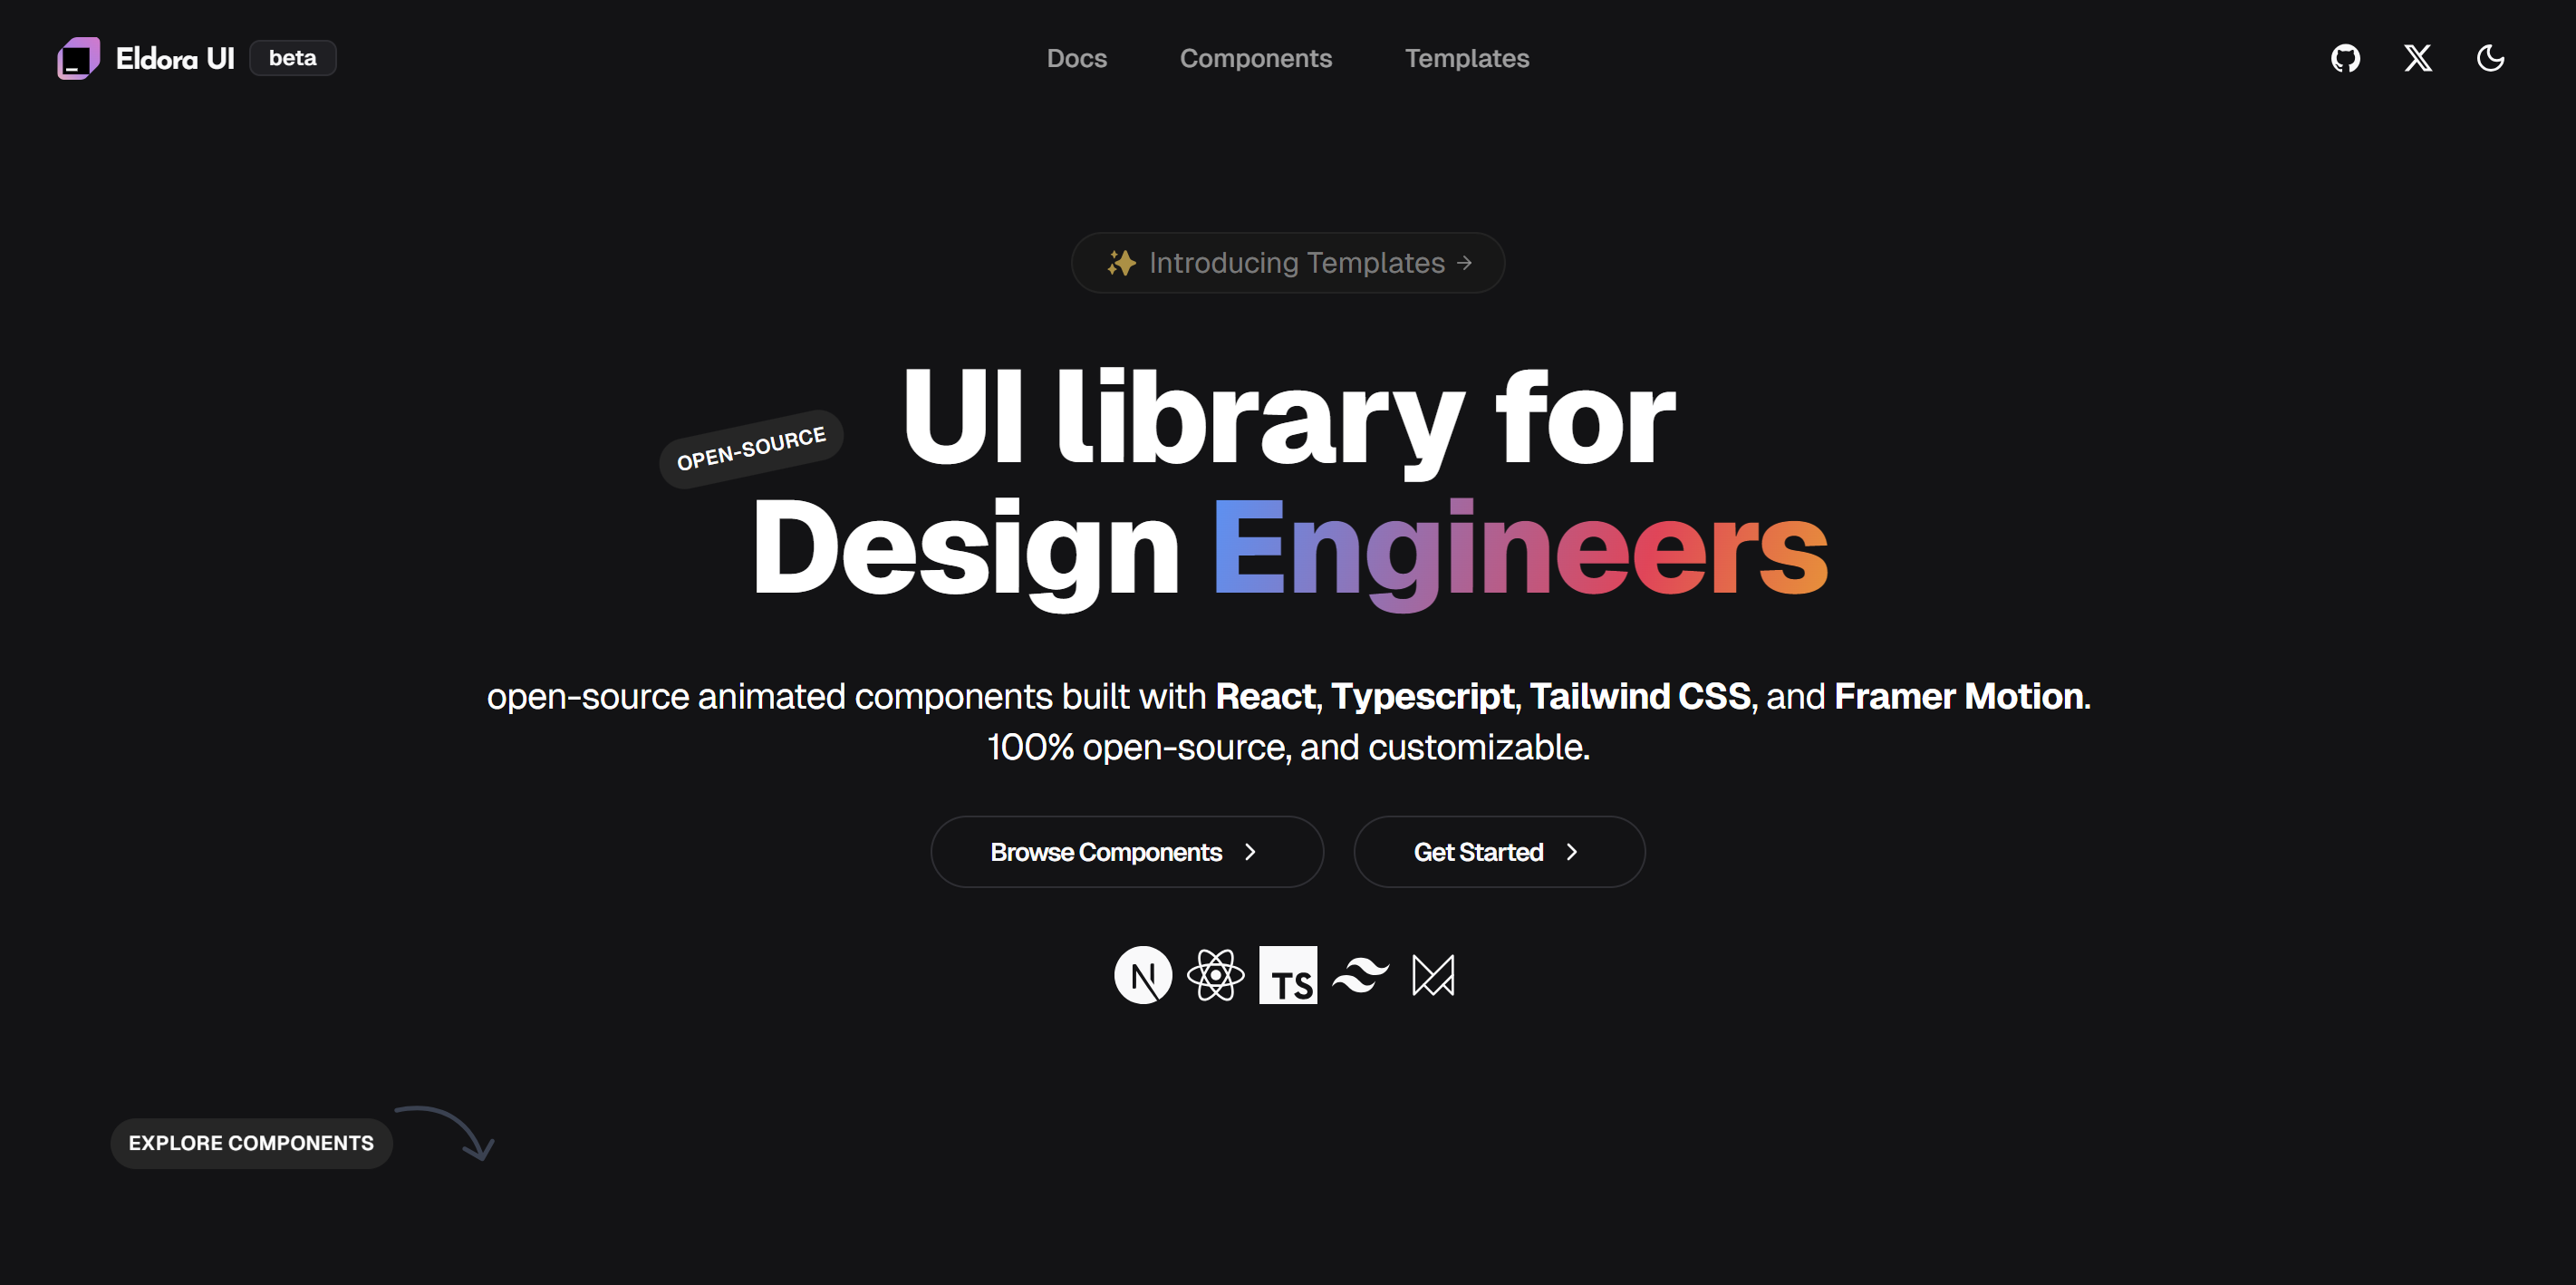 Eldora UI beta
Docs Components Templates
Introducing Templates
OPEN-SOURCE
UI library for
Design Engineers
open-source animated components built with React, Typescript, Tailwind CSS, and Framer Motion.
100% open-source, and customizable.
Browse Components
Get Started
N
TS
EXPLORE COMPONENTS